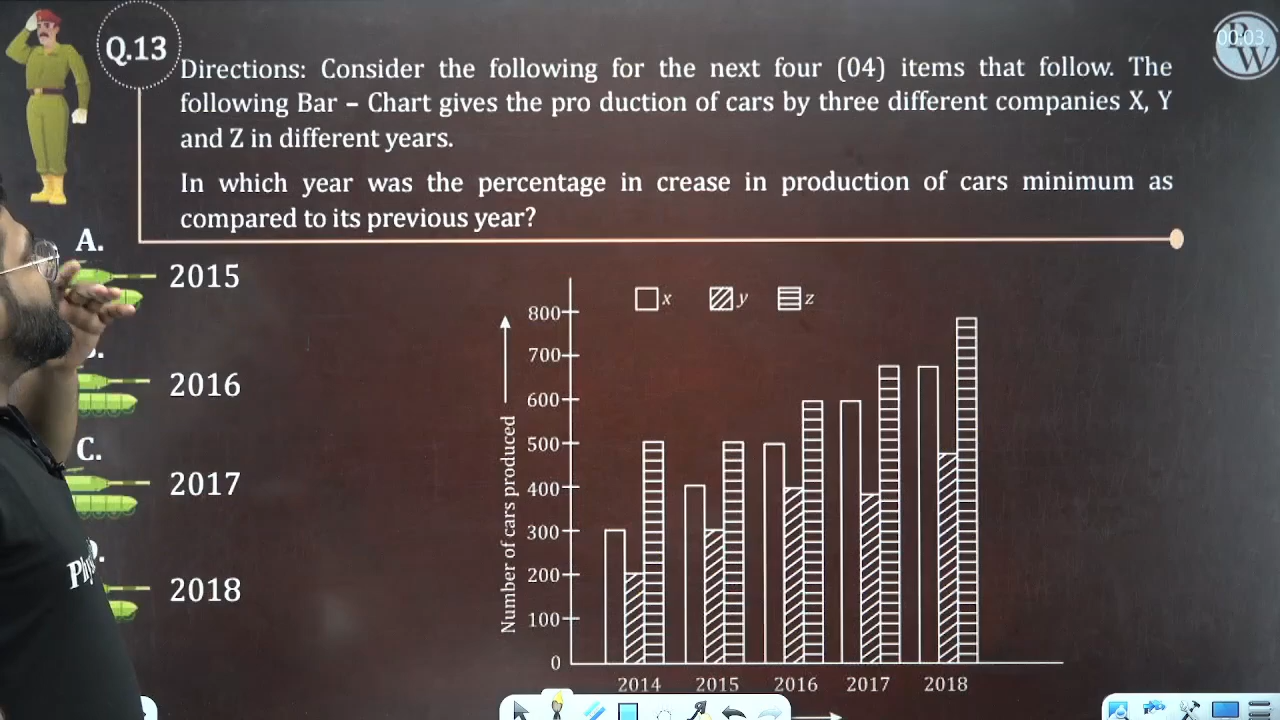 Q.13
00:03
W
Directions: Consider the following for the next four (04) items that follow. The
following Bar – Chart gives the pro duction of cars by three different companies X, Y
and Z in different years.
In which year was the percentage in crease in production of cars minimum as
compared to its previous year?
A.
2015
2016
C.
2017
2018
x y z
800
700
600
500
400
300
200
100
0
Number of cars produced
2014 2015 2016 2017 2018